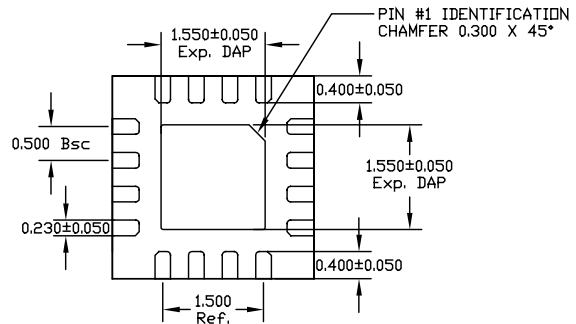 PIN #1 IDENTIFICATION
CHAMFER 0.300 X 45°
1.550±0.050
Exp. DAP
0.400±0.050
0.500 Bsc
1.550±0.050
Exp. DAP
0.230±0.050
0.400±0.050
1.500
Ref.